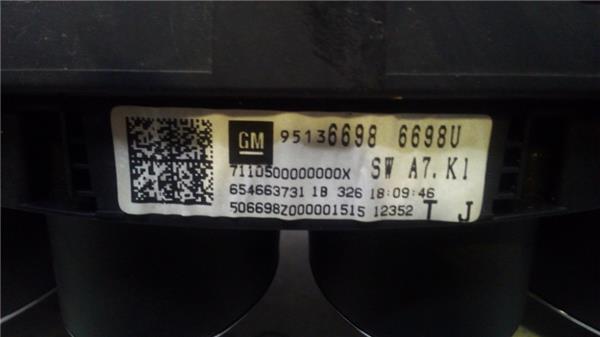 GM 95136698 6698U
7110500000000X SW A7.K1
654663731 1B 326 18:09:46
506698Z000001515 12352 T J